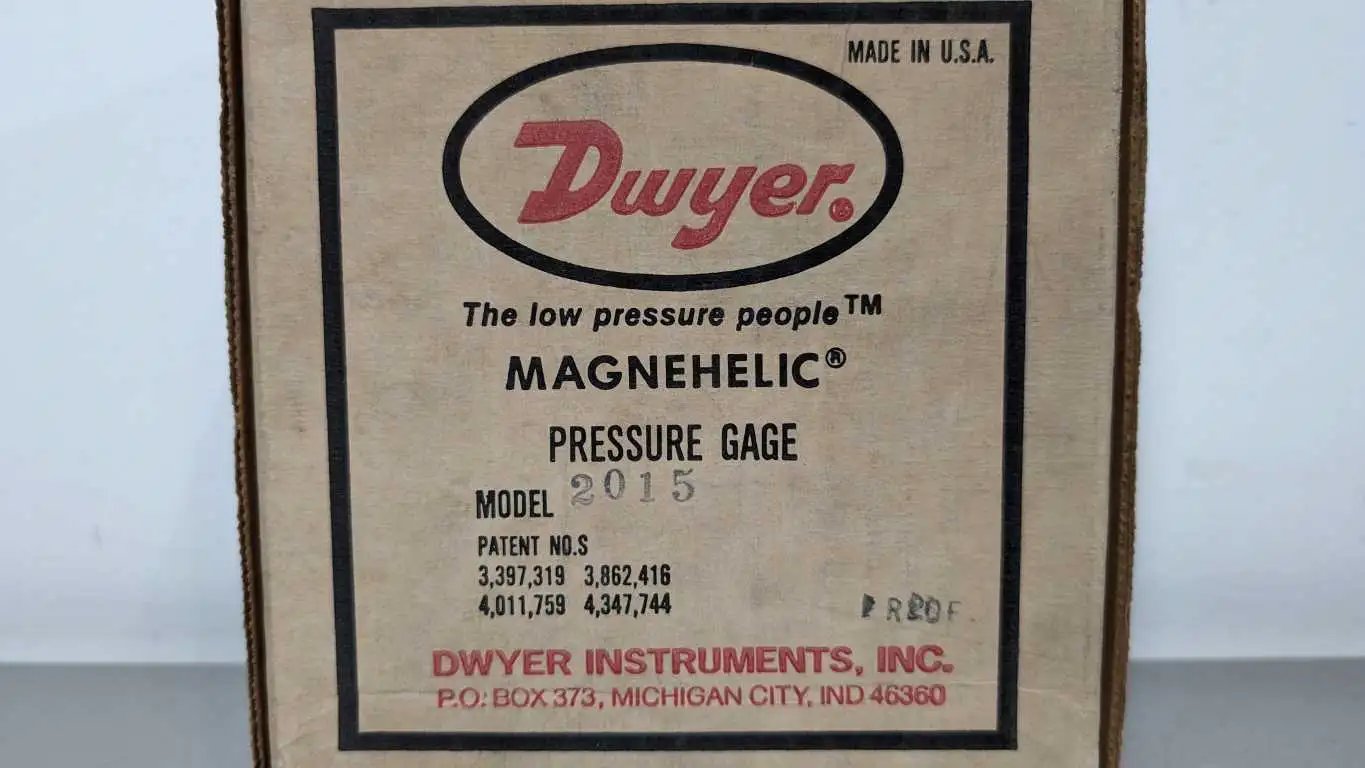 MADE IN U.S.A.
Dwyer.®
The low pressure people™
MAGNEHELIC®
PRESSURE GAGE
MODEL 2015
PATENT NO.S
3,397,319 3,862,416
4,011,759 4,347,744
DWYER INSTRUMENTS, INC.
P.O. BOX 373, MICHIGAN CITY, IND 46360